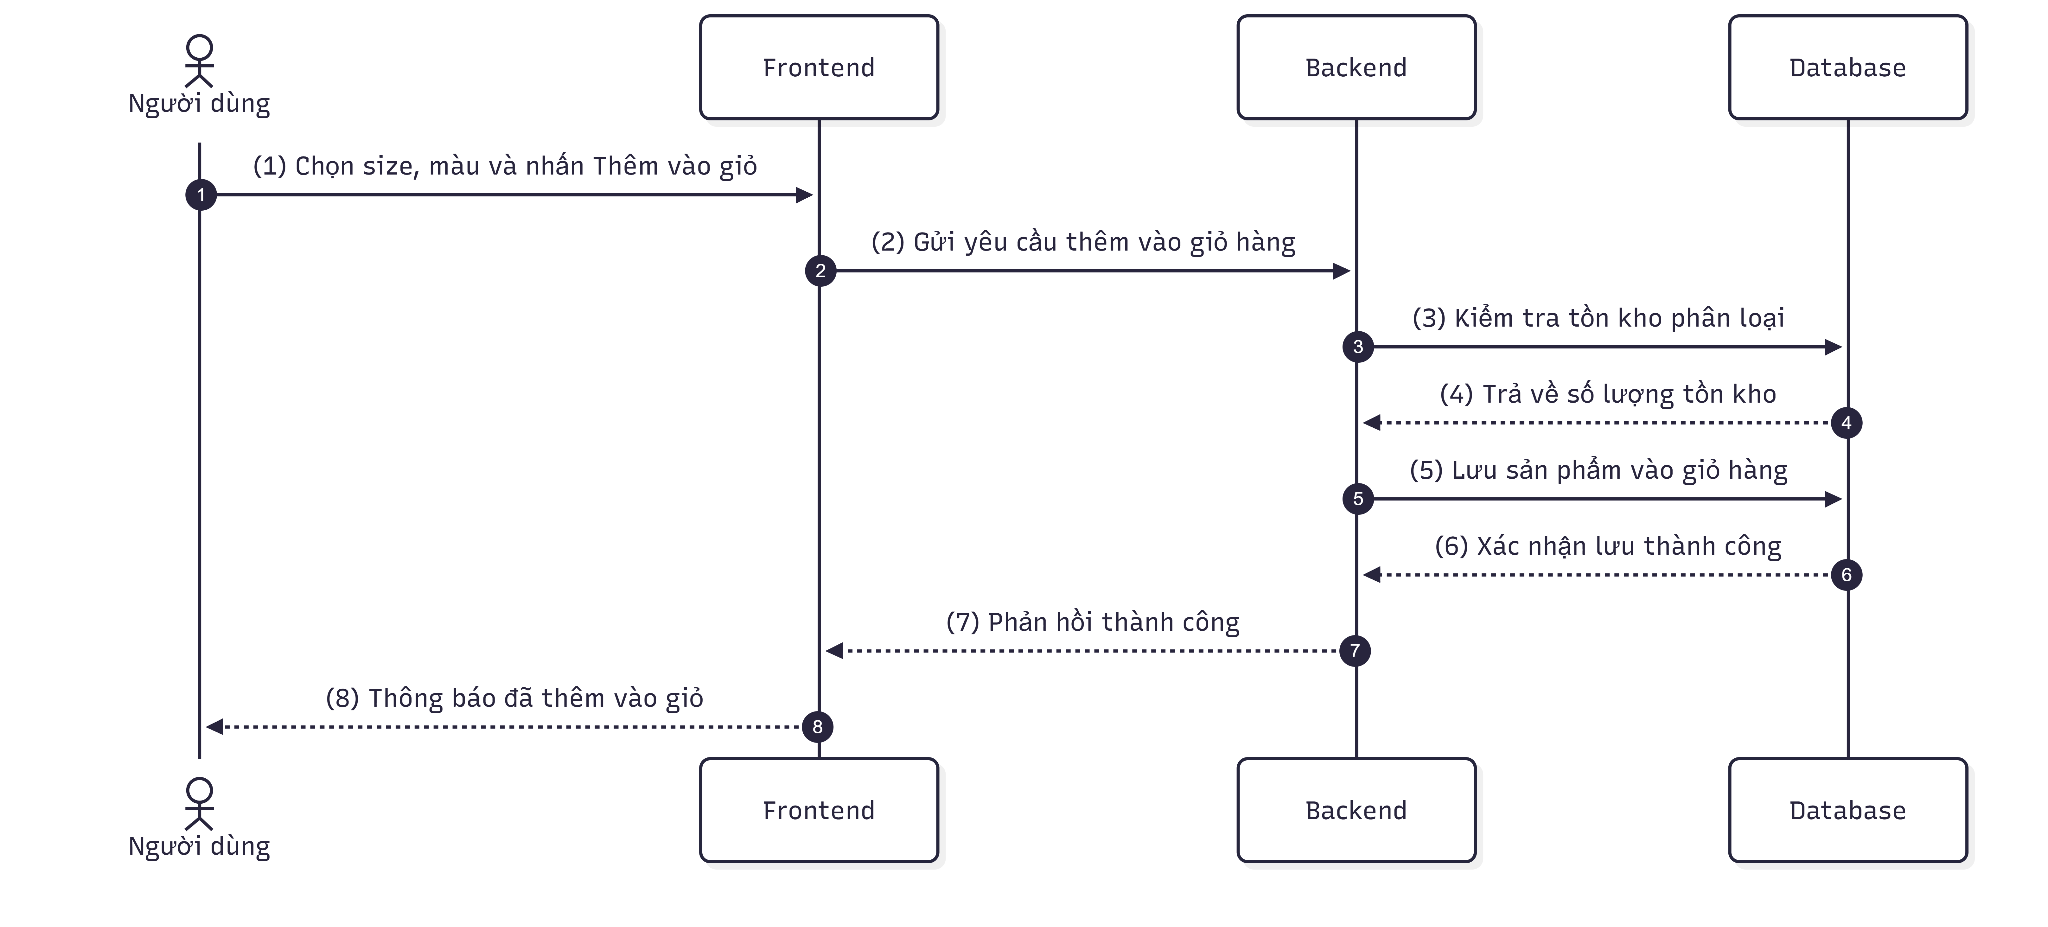 Người dùng
Frontend
Backend
Database
(1) Chọn size, màu và nhấn Thêm vào giỏ
1
(2) Gửi yêu cầu thêm vào giỏ hàng
2
(3) Kiểm tra tồn kho phân loại
3
(4) Trả về số lượng tồn kho
4
(5) Lưu sản phẩm vào giỏ hàng
5
(6) Xác nhận lưu thành công
6
(7) Phản hồi thành công
7
(8) Thông báo đã thêm vào giỏ
8
Người dùng
Frontend
Backend
Database